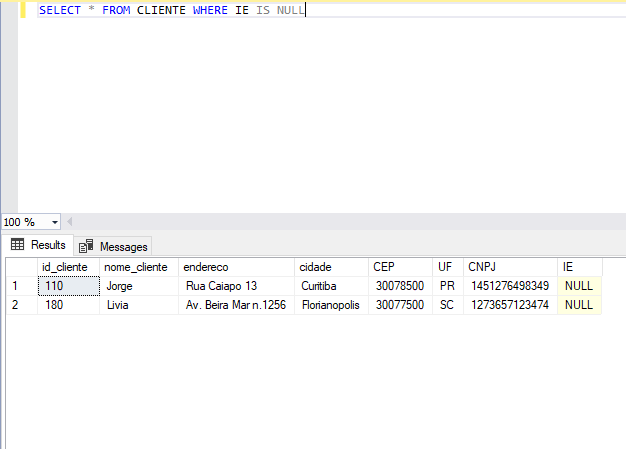 SELECT * FROM CLIENTE WHERE IE IS NULL
100 %
Results Messages
id_cliente nome_cliente endereco cidade CEP UF CNPJ IE
1 110 Jorge Rua Caiapo 13 Curitiba 30078500 PR 1451276498349 NULL
2 180 Livia Av. Beira Mar n.1256 Florianopolis 30077500 SC 1273657123474 NULL